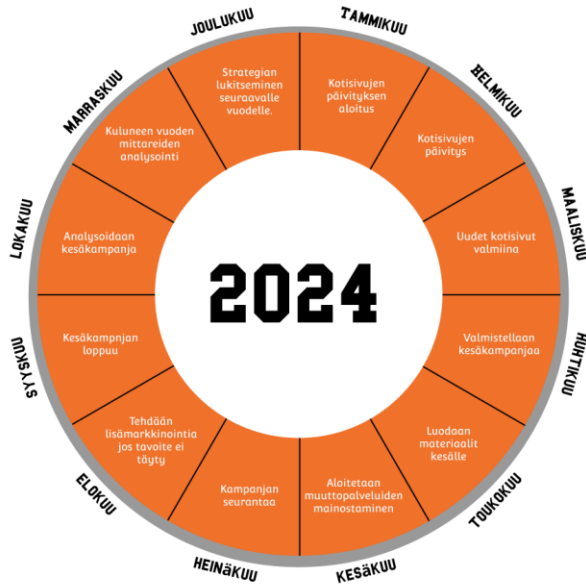 TAMMIKUU
Kotisivujen
päivityksen
aloitus
HELMIKUU
Kotisivujen
päivitys
MAALISKUU
Uudet kotisivut
valmiina
HUHTIKUU
Valmistellaan
kesäkampanjaa
TOUKOKUU
Luodaan
materiaalit
kesälle
KESÄKUU
Aloitetaan
muuttopalveluiden
mainostaminen
HEINÄKUU
Kampanjan
seurantaa
ELOKUU
Tehdään
lisämarkkinointia
jos tavoite ei
täyty
SYYSKUU
Kesäkampnjan
loppuu
LOKAKUU
Analysoidaan
kesäkampanja
MARRASKUU
Kuluneen vuoden
mittareiden
analysointi
JOULUKUU
Strategian
lukitseminen
seuraavalle
vuodelle.
2024